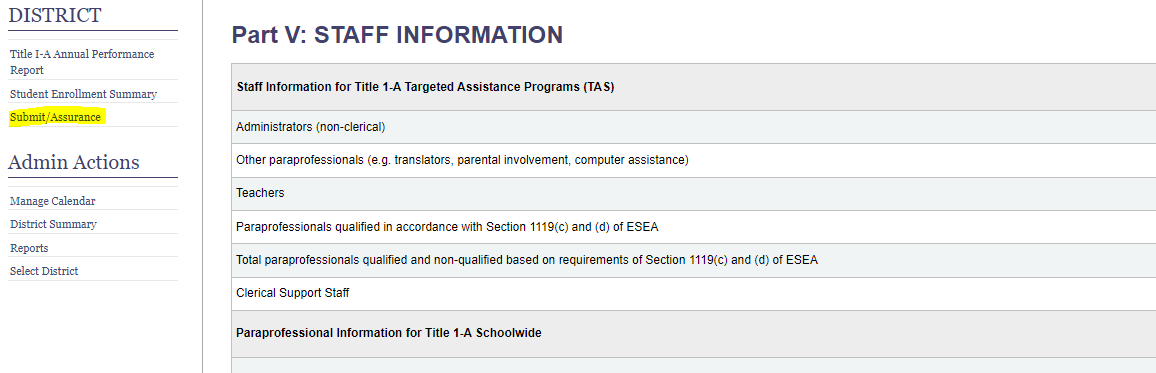 DISTRICT
Title I-A Annual Performance
Report
Student Enrollment Summary
Submit/Assurance
Admin Actions
Manage Calendar
District Summary
Reports
Select District
Part V: STAFF INFORMATION
Staff Information for Title 1-A Targeted Assistance Programs (TAS)
Administrators (non-clerical)
Other paraprofessionals (e.g. translators, parental involvement, computer assistance)
Teachers
Paraprofessionals qualified in accordance with Section 1119(c) and (d) of ESEA
Total paraprofessionals qualified and non-qualified based on requirements of Section 1119(c) and (d) of ESEA
Clerical Support Staff
Paraprofessional Information for Title 1-A Schoolwide